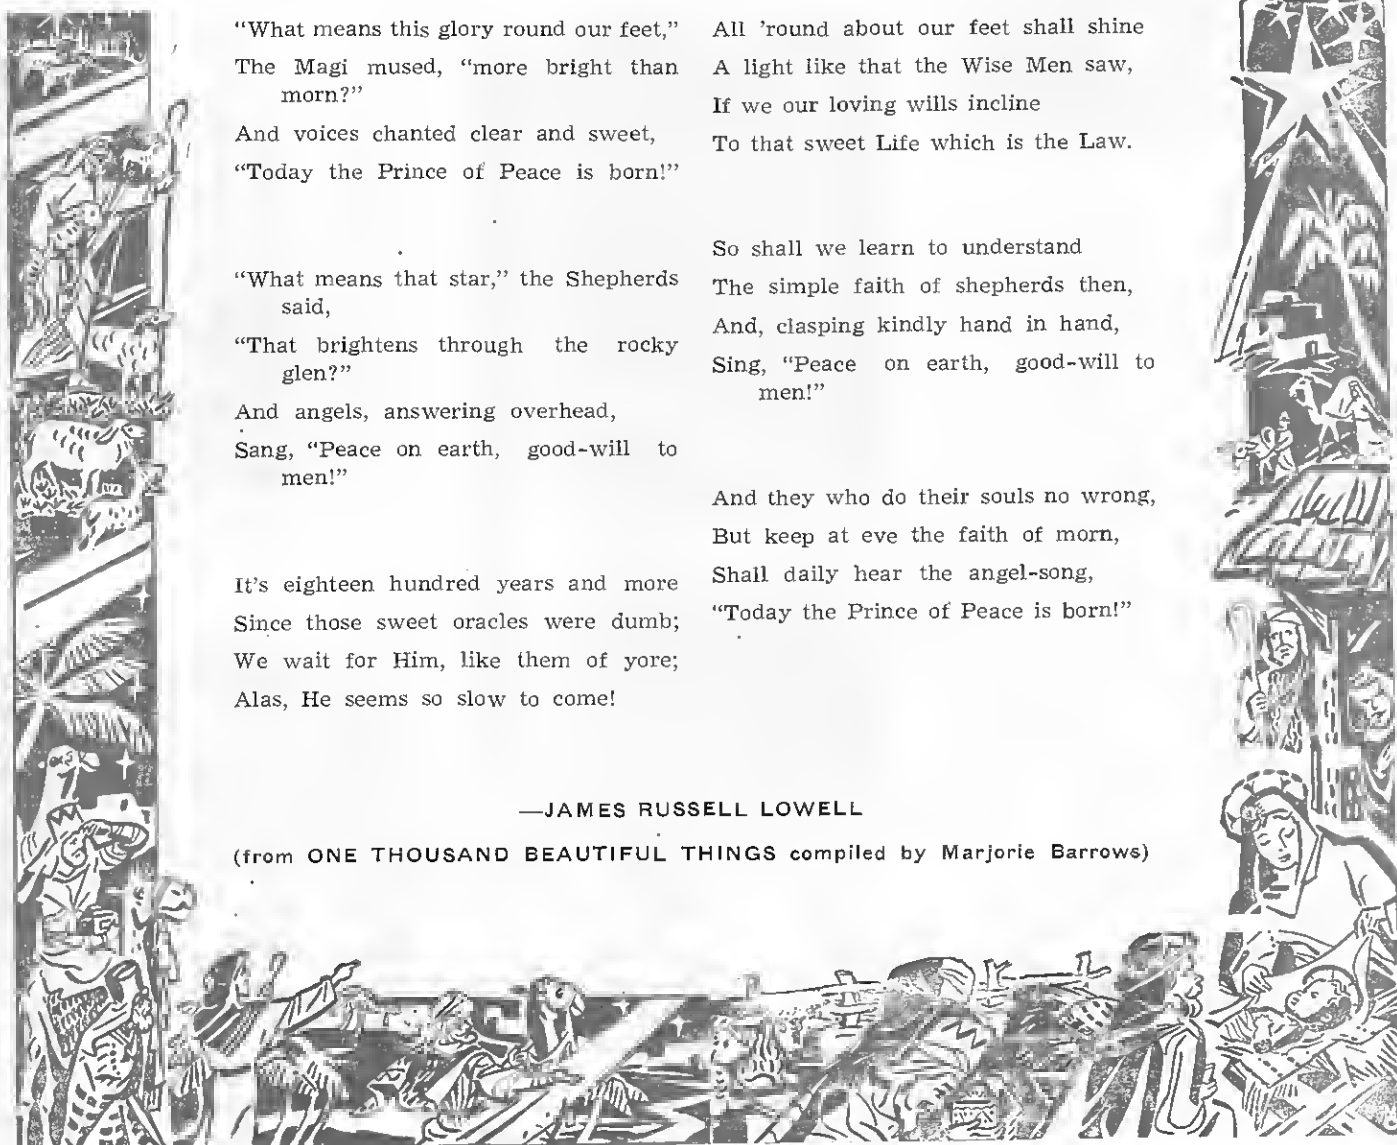 “What means this glory round our feet,”
The Magi mused, “more bright than
morn?”
And voices chanted clear and sweet,
“Today the Prince of Peace is born!”
“What means that star,” the Shepherds
said,
“That brightens through the rocky
glen?”
And angels, answering overhead,
Sang, “Peace on earth, good-will to
men!”
It’s eighteen hundred years and more
Since those sweet oracles were dumb;
We wait for Him, like them of yore;
Alas, He seems so slow to come!
All ’round about our feet shall shine
A light like that the Wise Men saw,
If we our loving wills incline
To that sweet Life which is the Law.
So shall we learn to understand
The simple faith of shepherds then,
And, clasping kindly hand in hand,
Sing, “Peace on earth, good-will to
men!”
And they who do their souls no wrong,
But keep at eve the faith of morn,
Shall daily hear the angel-song,
“Today the Prince of Peace is born!”
—JAMES RUSSELL LOWELL
(from ONE THOUSAND BEAUTIFUL THINGS compiled by Marjorie Barrows)